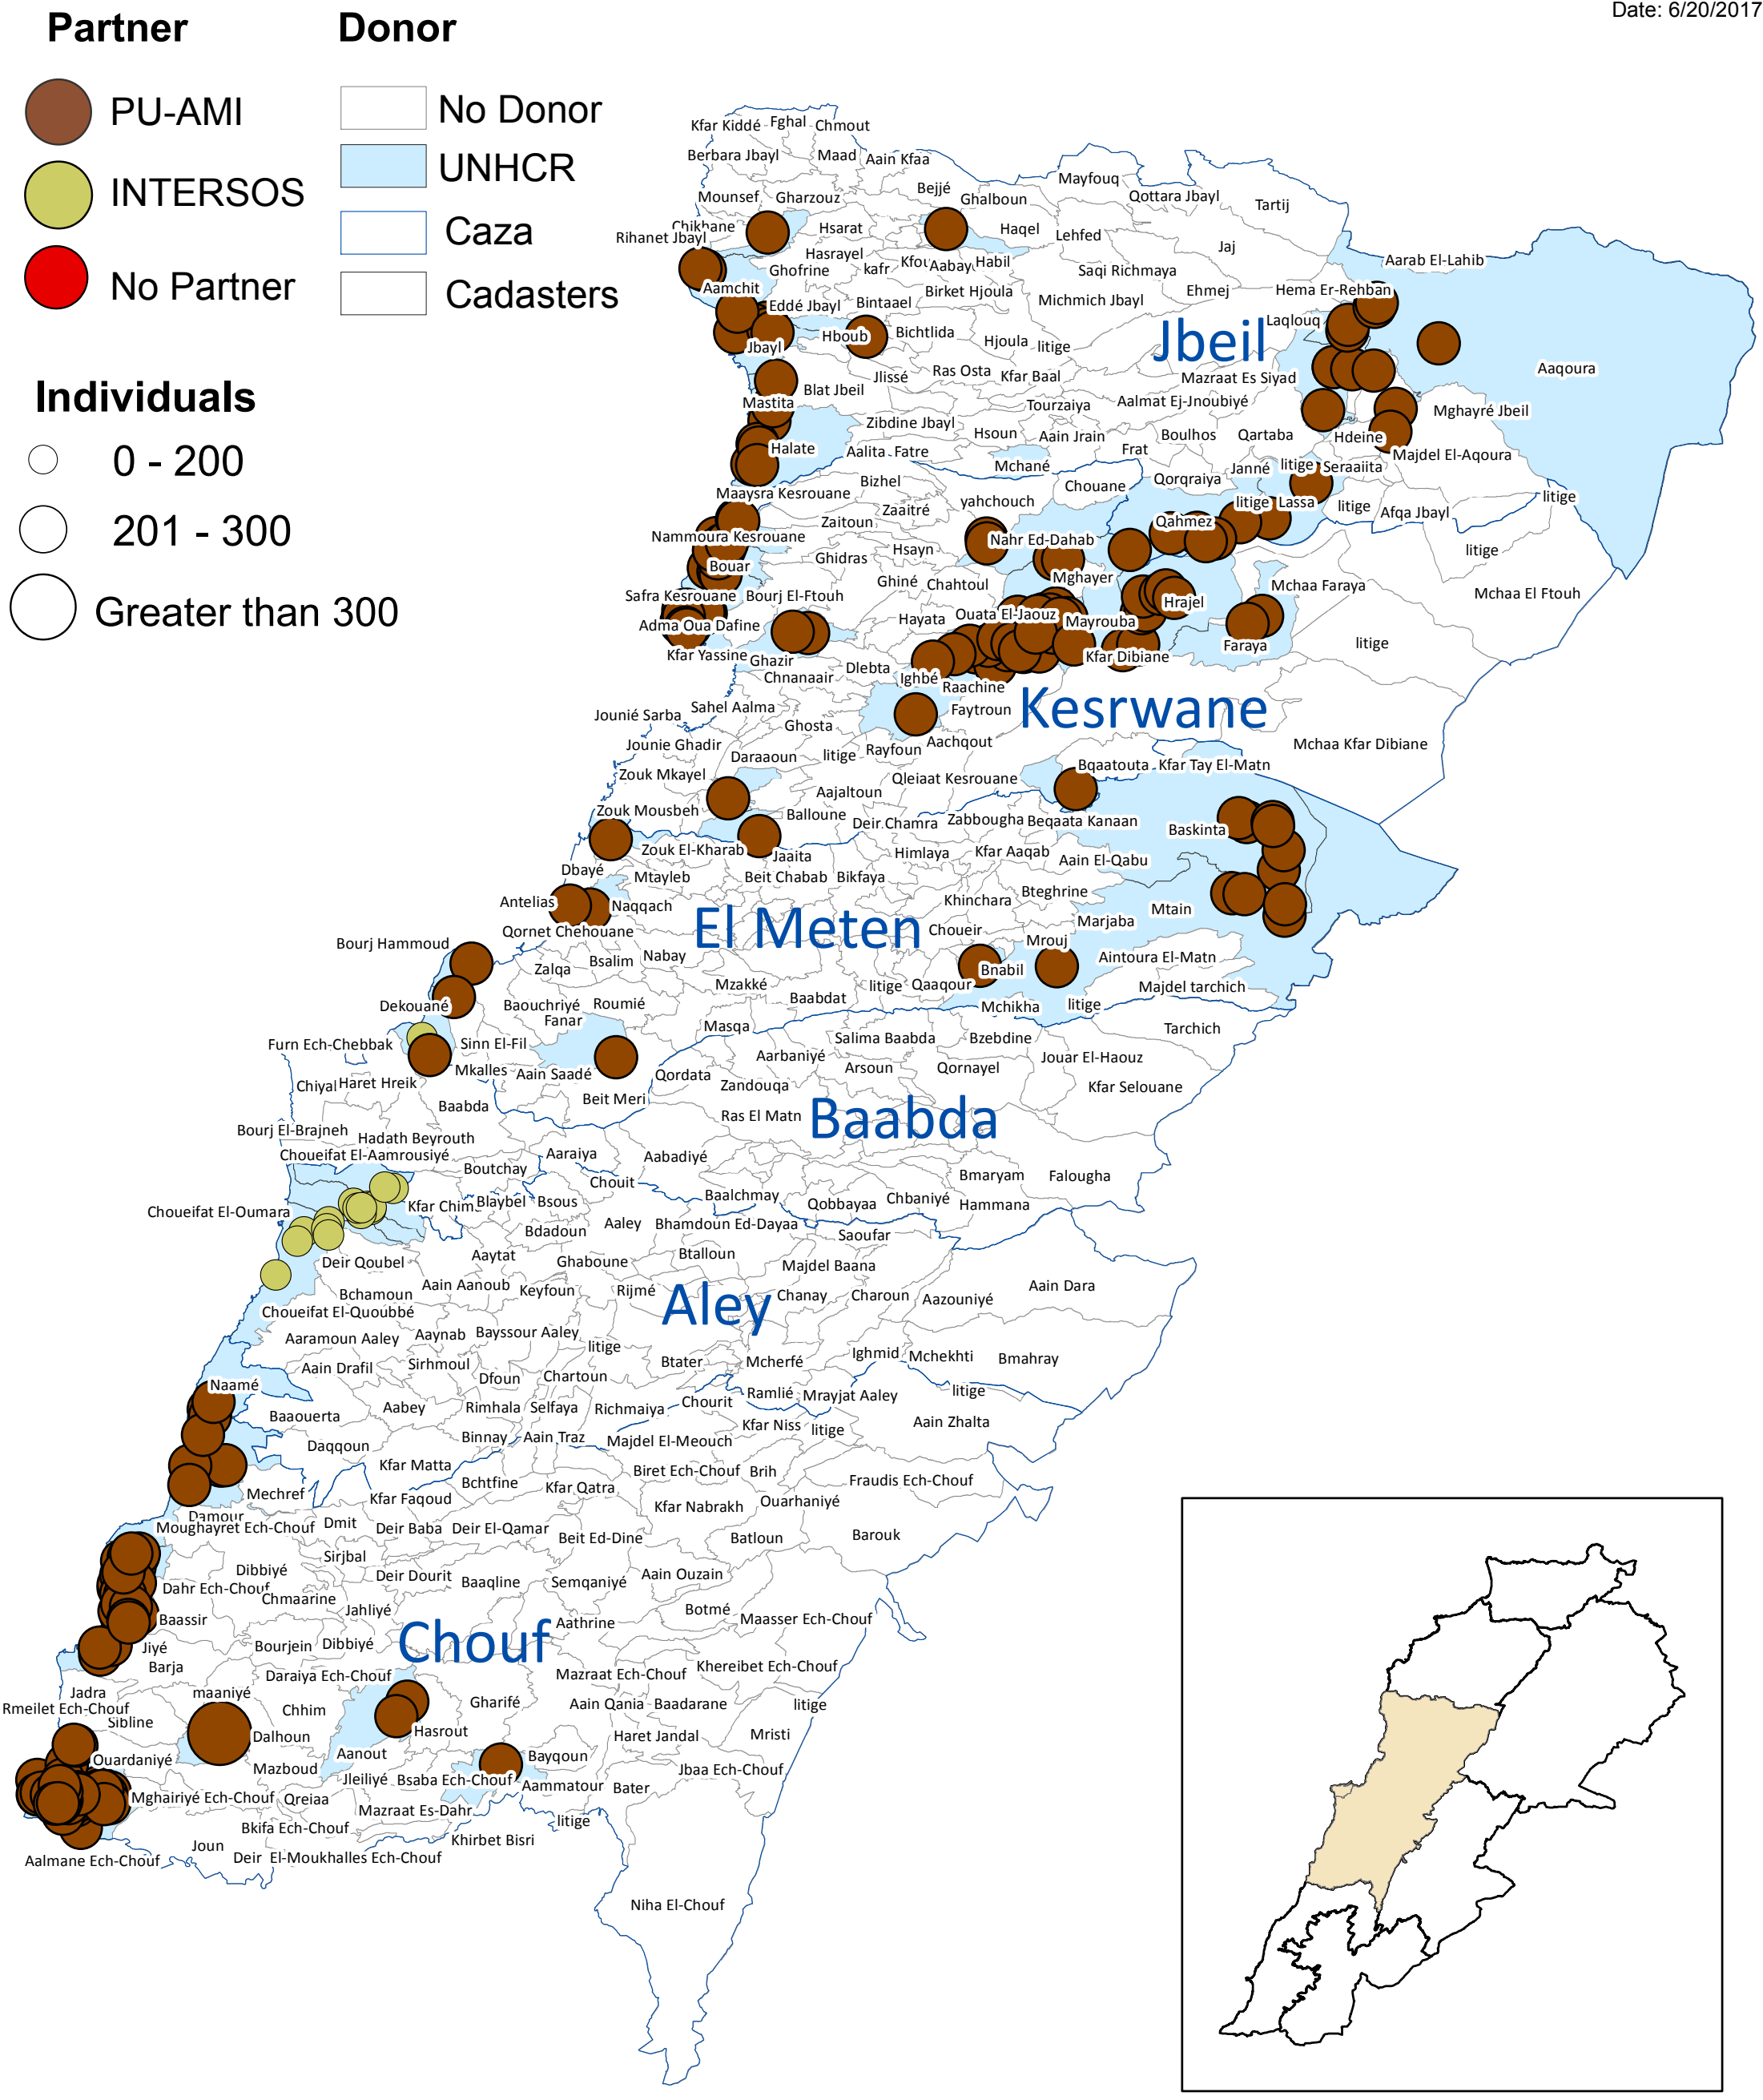 Date: 6/20/2017
Partner
Donor
PU-AMI
INTERSOS
No Partner
No Donor
UNHCR
Caza
Cadasters
Individuals
0 - 200
201 - 300
Greater than 300
Kfar Kiddé
Fghal
Chmout
Berbara Jbayl
Maad
Aain Kfaa
Mounsef
Gharzouz
Bejjé
Ghalboun
Mayfouq
Qottara Jbayl
Tartij
Chikhane
Rihanet Jbayl
Hsarat
Haqel
Lehfed
Jaj
Hasrayel
Ghofrine
kafr
Aabay
Habil
Saqi Richmaya
Aarab El-Lahib
Aamchit
Eddé Jbayl
Bintaael
Birket Hjoula
Michmich Jbayl
Ehmej
Hema Er-Rehban
Jbayl
Hboub
Bichtlida
Hjoula
litige
Jbeil
Laqlouq
Aaqoura
Blat Jbeil
Jlissé
Ras Osta
Kfar Baal
Mazraat Es Siyad
Mastita
Zibdine Jbayl
Tourzaiya
Aalmat Ej-Jnoubiyé
Mghayré Jbeil
Halate
Aalita
Fatre
Hsoun
Aain Jrain
Frat
Boulhos
Qartaba
Hdeine
Majdel El-Aqoura
Mchané
Janné
litige
Seraaiita
Maaysra Kesrouane
Bizhel
yahchouch
Chouane
Qorqraiya
litige
Lassa
litige
Afqa Jbayl
litige
Zaaitré
Zaitoun
Nammoura Kesrouane
Nahr Ed-Dahab
Qahmez
litige
Bouar
Ghidras
Hsayn
Ghiné
Chahtoul
Mghayer
Mchaa Faraya
Mchaa El Ftouh
Safra Kesrouane
Bourj El-Ftouh
Hrajel
Adma Oua Dafine
Hayata
Ouata El-Jaouz
Mayrouba
Faraya
litige
Kfar Yassine
Ghazir
Chnanaair
Dlebta
Ighbé
Raachine
Kfar Dibiane
Jounié Sarba
Sahel Aalma
Ghosta
Faytroun
Kesrwane
Jounie Ghadir
Daraaoun
litige
Rayfoun
Aachqout
Mchaa Kfar Dibiane
Zouk Mkayel
Qleiaat Kesrouane
Bqaatouta
Kfar Tay El-Matn
Aajaltoun
Zouk Mousbeh
Balloune
Deir Chamra
Zabbougha
Beqaata Kanaan
Baskinta
Zouk El-Kharab
Jaaita
Himlaya
Kfar Aaqab
Aain El-Qabu
Dbayé
Mtayleb
Beit Chabab
Bikfaya
Antelias
Naqqach
Khinchara
Bteghrine
Mtain
Marjaba
Qornet Chehouane
El Meten
Choueir
Mrouj
Bourj Hammoud
Zalqa
Bsalim
Nabay
Bnabil
Aintoura El-Matn
Mzakké
litige
Qaaqour
Majdel tarchich
Dekouané
Baouchriyé
Roumié
Baabdat
Mchikha
litige
Fanar
Masqa
Tarchich
Furn Ech-Chebbak
Sinn El-Fil
Salima Baabda
Bzebdine
Mkalles
Aain Saadé
Qordata
Aarbaniyé
Arsoun
Qornayel
Jouar El-Haouz
Chiyal
Haret Hreik
Zandouqa
Kfar Selouane
Baabda
Beit Meri
Ras El Matn
Baabda
Bourj El-Brajneh
Hadath Beyrouth
Choueifat El-Aamrousiyé
Boutchay
Aaraiya
Aabadiyé
Bmaryam
Falougha
Chouit
Choueifat El-Oumara
Kfar Chima
Blaybel
Bsous
Baalchmay
Qobbayaa
Chbaniyé
Hammana
Bdadoun
Aaley
Bhamdoun Ed-Dayaa
Saoufar
Deir Qoubel
Aaytat
Ghaboune
Btalloun
Majdel Baana
Bchamoun
Aain Aanoub
Keyfoun
Rijmé
Aley
Chanay
Charoun
Aazouniyé
Aain Dara
Choueifat El-Quoubbé
Aaramoun Aaley
Aaynab
Bayssour Aaley
litige
Aain Drafil
Sirhmoul
Btater
Mcherfé
Ighmid
Mchekhti
Bmahray
Naamé
Dfoun
Chartoun
Baaouerta
Aabey
Rimhala
Selfaya
Richmaiya
Chourit
Ramlié
Mrayjat Aaley
litige
Daqqoun
Binnay
Aain Traz
Majdel El-Meouch
Kfar Niss
litige
Aain Zhalta
Kfar Matta
Biret Ech-Chouf
Brih
Fraudis Ech-Chouf
Mechref
Kfar Faqoud
Bchtfine
Kfar Qatra
Kfar Nabrakh
Ouarhaniyé
Damour
Moughayret Ech-Chouf
Dmit
Deir Baba
Deir El-Qamar
Beit Ed-Dine
Batloun
Barouk
Dibbiyé
Sirjbal
Deir Dourit
Baaqline
Semqaniyé
Aain Ouzain
Dahr Ech-Chouf
Chmaarine
Jahliyé
Baassir
Botmé
Maasser Ech-Chouf
Aathrine
Jiyé
Bourjein
Dibbiyé
Chouf
Barja
Daraiya Ech-Chouf
Mazraat Ech-Chouf
Khereibet Ech-Chouf
Jadra
maaniyé
Chhim
Gharifé
Aain Qania
Baadarane
litige
Rmeilet Ech-Chouf
Sibline
Dalhoun
Hasrout
Haret Jandal
Mristi
Ouardaniyé
Mazboud
Aanout
Bayqoun
Jbaa Ech-Chouf
Jleiliyé
Bsaba Ech-Chouf
Aammatour
Bater
Mghairiyé Ech-Chouf
Qreiaa
Mazraat Es-Dahr
litige
Bkifa Ech-Chouf
Khirbet Bisri
Joun
Aalmane Ech-Chouf
Deir El-Moukhalles Ech-Chouf
Niha El-Chouf